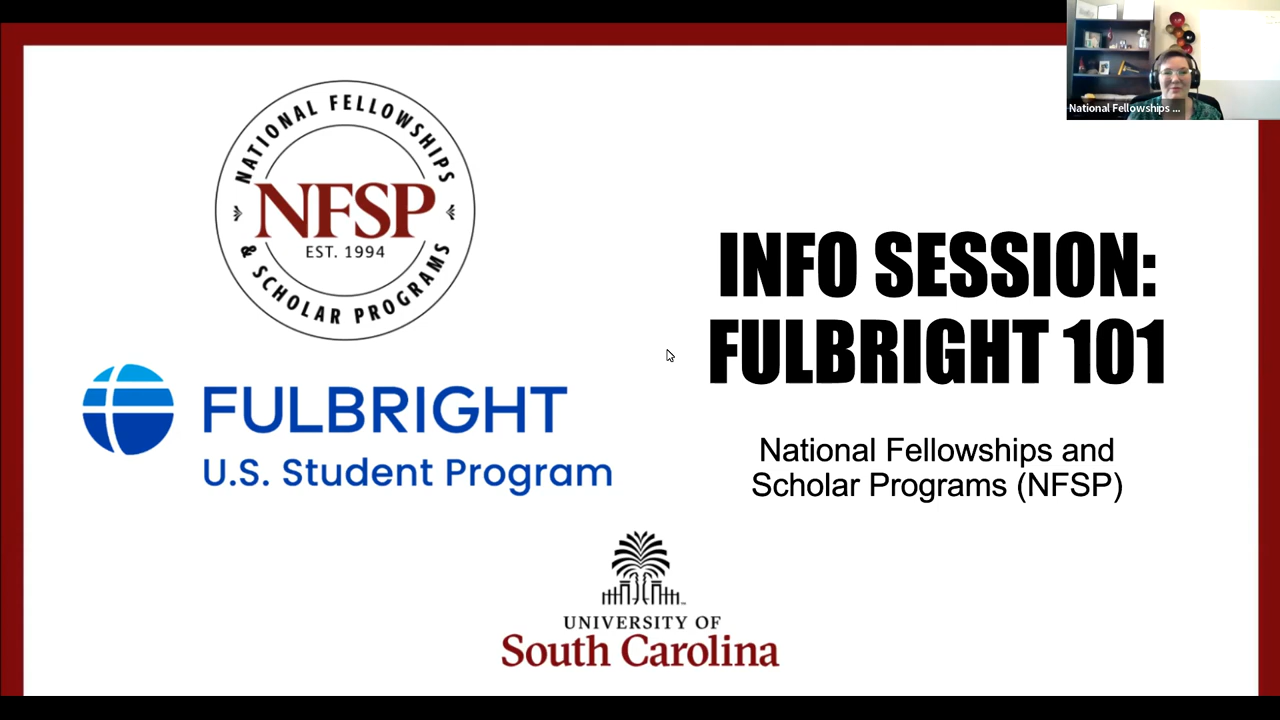 National Fellowships ...
NATIONAL FELLOWSHIPS
NFSP
EST. 1994
& SCHOLAR PROGRAMS
INFO SESSION:
FULBRIGHT 101
FULBRIGHT
U.S. Student Program
National Fellowships and
Scholar Programs (NFSP)
UNIVERSITY OF
South Carolina